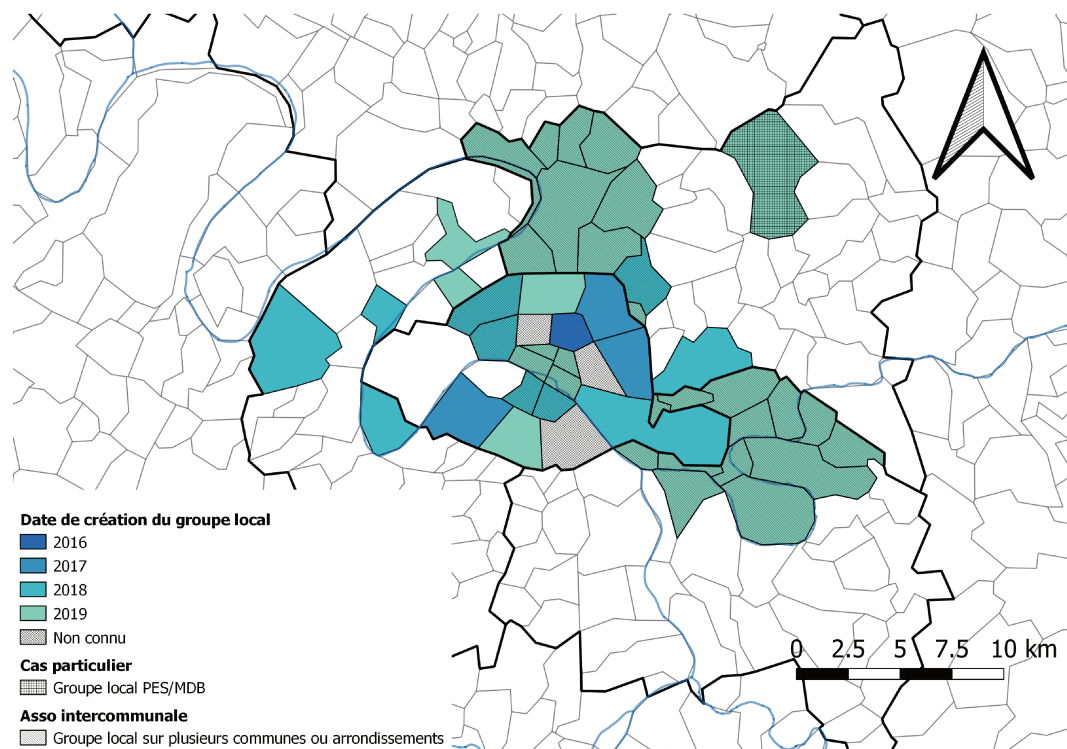 Date de création du groupe local
2016
2017
2018
2019
Non connu
Cas particulier
Groupe local PES/MDB
Asso intercommunale
Groupe local sur plusieurs communes ou arrondissements
0 2.5 5 7.5 10 km